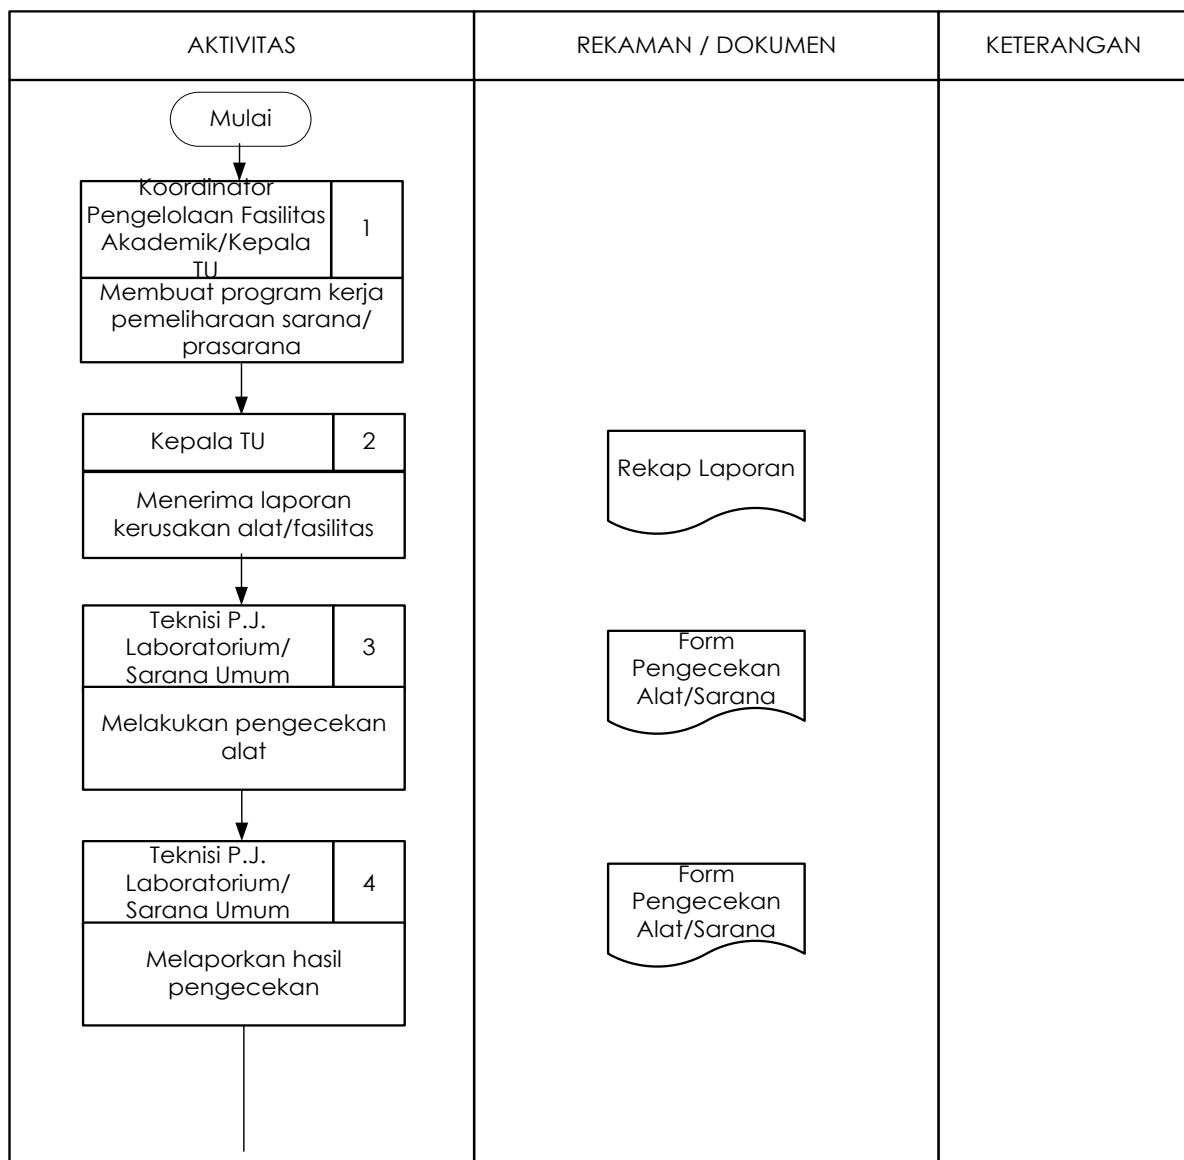 AKTIVITAS
REKAMAN / DOKUMEN
KETERANGAN
Mulai
Koordinator
Pengelolaan Fasilitas
Akademik/Kepala
TU
1
Membuat program kerja
pemeliharaan sarana/
prasarana
Kepala TU
2
Menerima laporan
kerusakan alat/fasilitas
Rekap Laporan
Teknisi P.J.
Laboratorium/
Sarana Umum
3
Melakukan pengecekan
alat
Form
Pengecekan
Alat/Sarana
Teknisi P.J.
Laboratorium/
Sarana Umum
4
Melaporkan hasil
pengecekan
Form
Pengecekan
Alat/Sarana